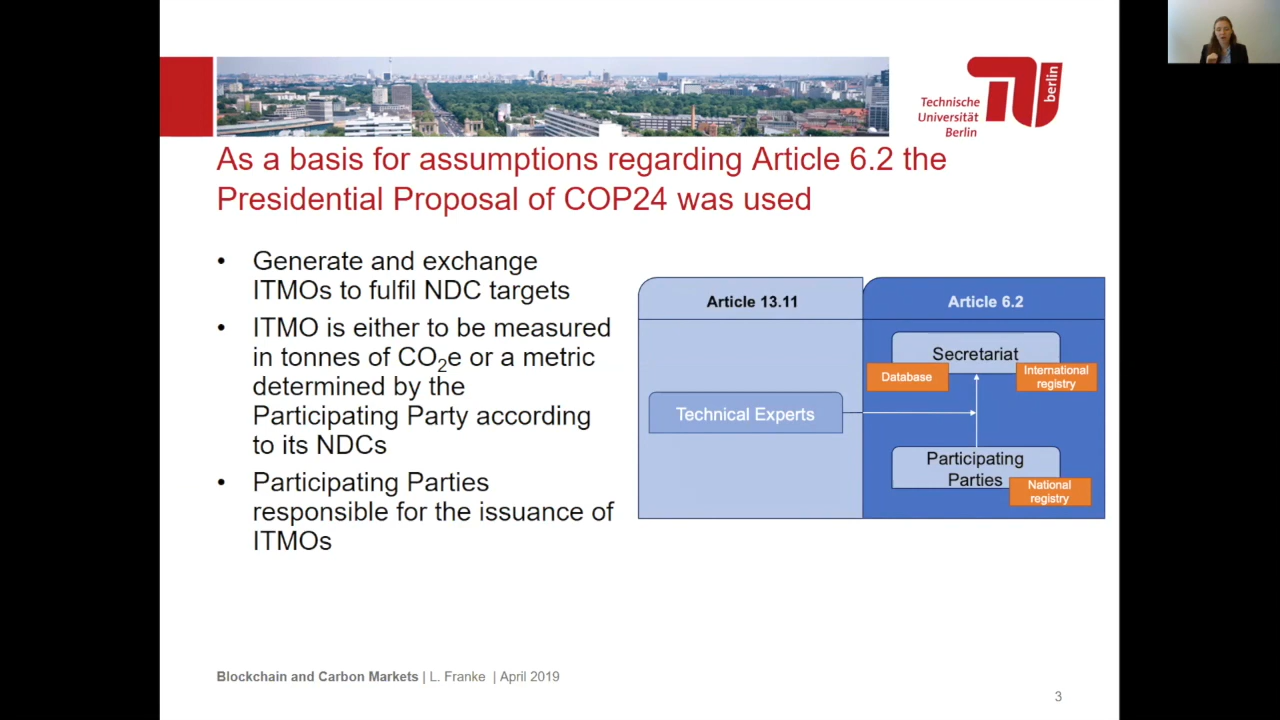 Technische
Universität
Berlin
berlin
As a basis for assumptions regarding Article 6.2 the
Presidential Proposal of COP24 was used
• Generate and exchange
ITMOs to fulfil NDC targets
• ITMO is either to be measured
in tonnes of CO₂e or a metric
determined by the
Participating Party according
to its NDCs
• Participating Parties
responsible for the issuance of
ITMOs
Article 13.11
Article 6.2
Secretariat
Database
International
registry
Technical Experts
Participating
Parties
National
registry
Blockchain and Carbon Markets | L. Franke | April 2019
3